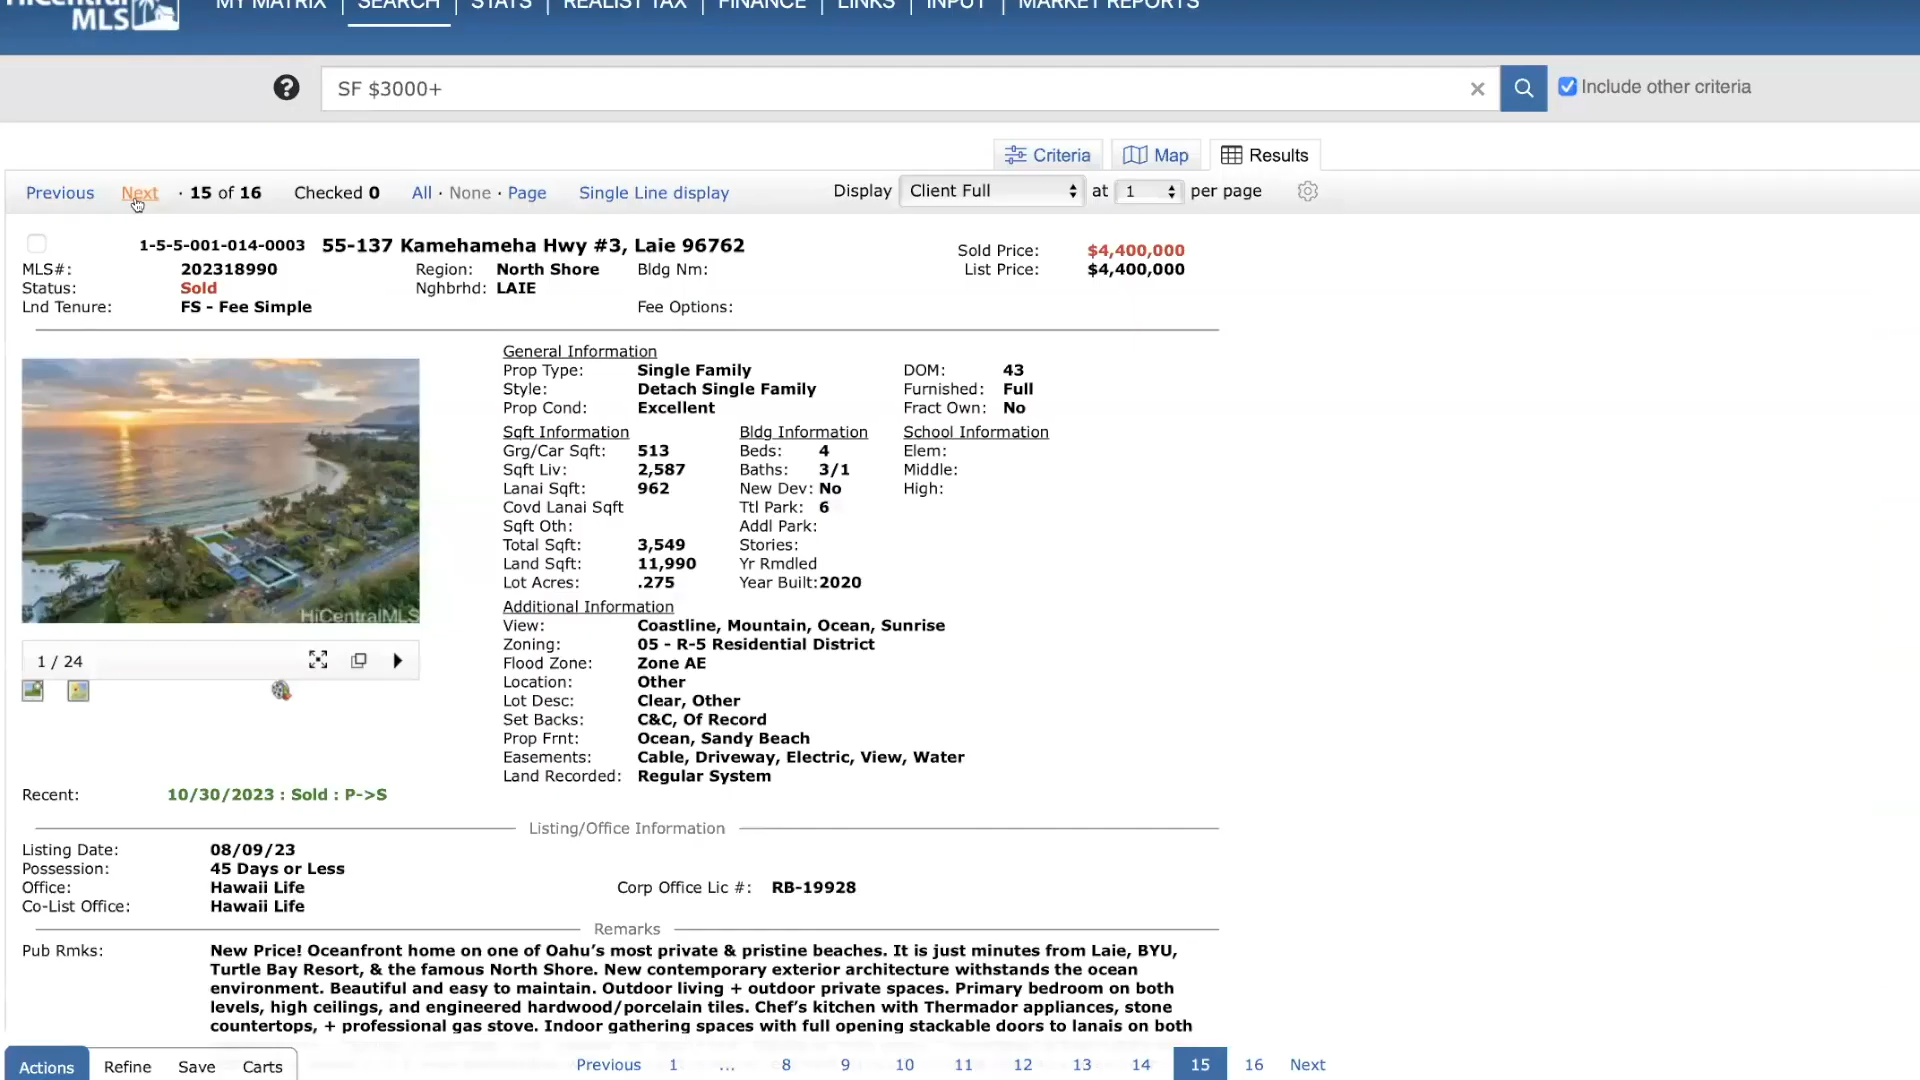 HiCentral MLS MY MATRIX SEARCH STATS REALIST TAX FINANCE LINKS INPUT MARKET REPORTS
? SF $3000+ × Include other criteria
Criteria Map Results
Previous Next · 15 of 16 Checked 0 All · None · Page Single Line display Display Client Full at 1 per page
1-5-5-001-014-0003 55-137 Kamehameha Hwy #3, Laie 96762 Sold Price: $4,400,000
MLS#: 202318990 Region: North Shore Bldg Nm: List Price: $4,400,000
Status: Sold Nghbrhd: LAIE
Lnd Tenure: FS - Fee Simple Fee Options:
General Information
Prop Type: Single Family DOM: 43
Style: Detach Single Family Furnished: Full
Prop Cond: Excellent Fract Own: No
Sqft Information Bldg Information School Information
Grg/Car Sqft: 513 Beds: 4 Elem:
Sqft Liv: 2,587 Baths: 3/1 Middle:
Lanai Sqft: 962 New Dev: No High:
Covd Lanai Sqft Ttl Park: 6
Sqft Oth: Addl Park:
Total Sqft: 3,549 Stories:
Land Sqft: 11,990 Yr Rmdled
Lot Acres: .275 Year Built: 2020
Additional Information
View: Coastline, Mountain, Ocean, Sunrise
Zoning: 05 - R-5 Residential District
Flood Zone: Zone AE
Location: Other
Lot Desc: Clear, Other
Set Backs: C&C, Of Record
Prop Frnt: Ocean, Sandy Beach
Easements: Cable, Driveway, Electric, View, Water
Land Recorded: Regular System
HiCentralMLS
1 / 24
Recent: 10/30/2023 : Sold : P->S
Listing/Office Information
Listing Date: 08/09/23
Possession: 45 Days or Less
Office: Hawaii Life Corp Office Lic #: RB-19928
Co-List Office: Hawaii Life
Remarks
Pub Rmks: New Price! Oceanfront home on one of Oahu’s most private & pristine beaches. It is just minutes from Laie, BYU,
Turtle Bay Resort, & the famous North Shore. New contemporary exterior architecture withstands the ocean
environment. Beautiful and easy to maintain. Outdoor living + outdoor private spaces. Primary bedroom on both
levels, high ceilings, and engineered hardwood/porcelain tiles. Chef’s kitchen with Thermador appliances, stone
countertops, + professional gas stove. Indoor gathering spaces with full opening stackable doors to lanais on both
Actions Refine Save Carts Previous 1 ... 8 9 10 11 12 13 14 15 16 Next